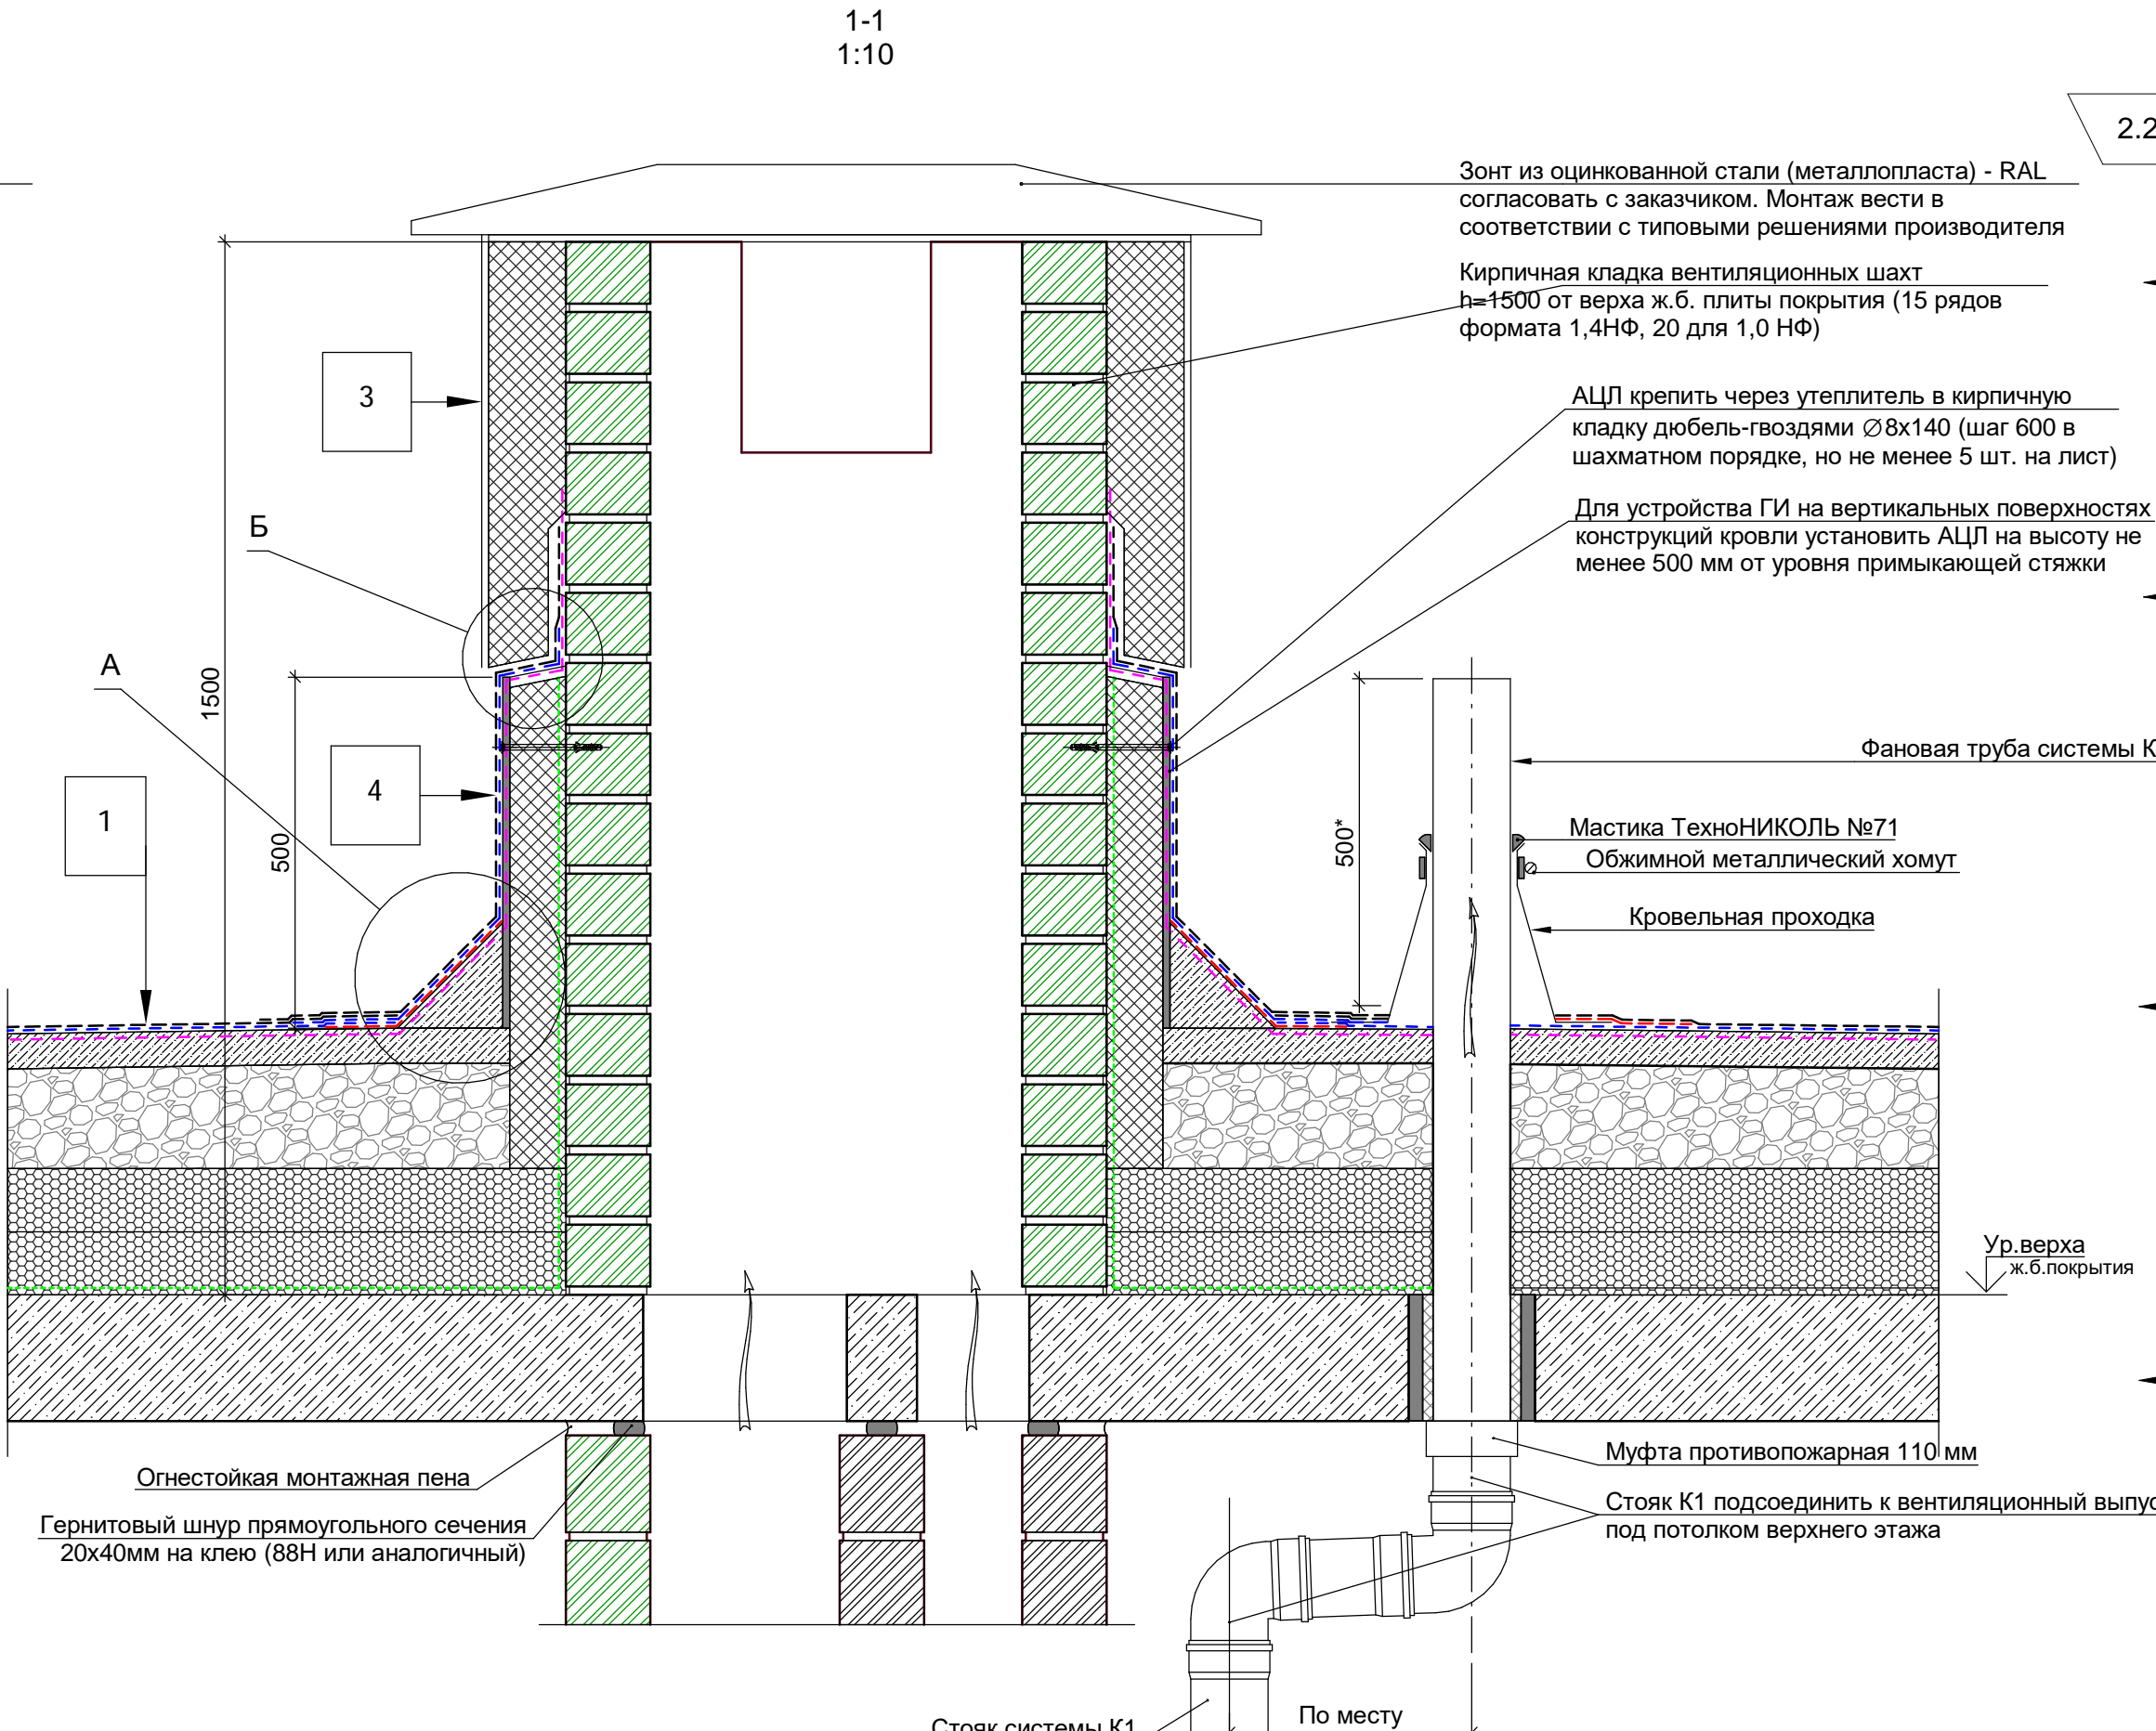 1-1
1:10
2.2
Зонт из оцинкованной стали (металлопласта) - RAL
согласовать с заказчиком. Монтаж вести в
соответствии с типовыми решениями производителя
Кирпичная кладка вентиляционных шахт
h=1500 от верха ж.б. плиты покрытия (15 рядов
формата 1,4НФ, 20 для 1,0 НФ)
3
АЦЛ крепить через утеплитель в кирпичную
кладку дюбель-гвоздями ∅8х140 (шаг 600 в
шахматном порядке, но не менее 5 шт. на лист)
Для устройства ГИ на вертикальных поверхностях
конструкций кровли установить АЦЛ на высоту не
менее 500 мм от уровня примыкающей стяжки
Б
А
1500
500
4
1
500*
Фановая труба системы К
Мастика ТехноНИКОЛЬ №71
Обжимной металлический хомут
Кровельная проходка
Ур.верха
ж.б.покрытия
Огнестойкая монтажная пена
Гернитовый шнур прямоугольного сечения
20х40мм на клею (88Н или аналогичный)
Муфта противопожарная 110 мм
Стояк К1 подсоединить к вентиляционный выпус
под потолком верхнего этажа
Стояк системы К1
По месту